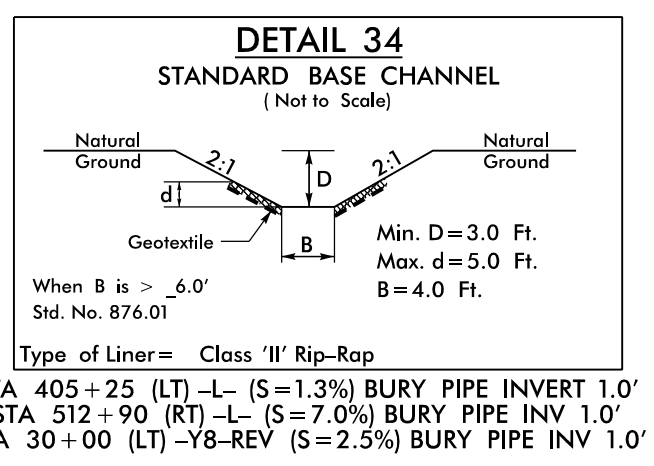 DETAIL 34
STANDARD BASE CHANNEL
( Not to Scale)
Natural
Ground
2:1
D
2:1
Natural
Ground
d
Geotextile
B
Min. D=3.0 Ft.
Max. d=5.0 Ft.
B=4.0 Ft.
When B is > _6.0'
Std. No. 876.01
Type of Liner= Class 'II' Rip-Rap
405+25 (LT) -L- (S=1.3%) BURY PIPE INVERT 1.0'
STA 512+90 (RT) -L- (S=7.0%) BURY PIPE INV 1.0'
30+00 (LT) -Y8-REV (S=2.5%) BURY PIPE INV 1.0'